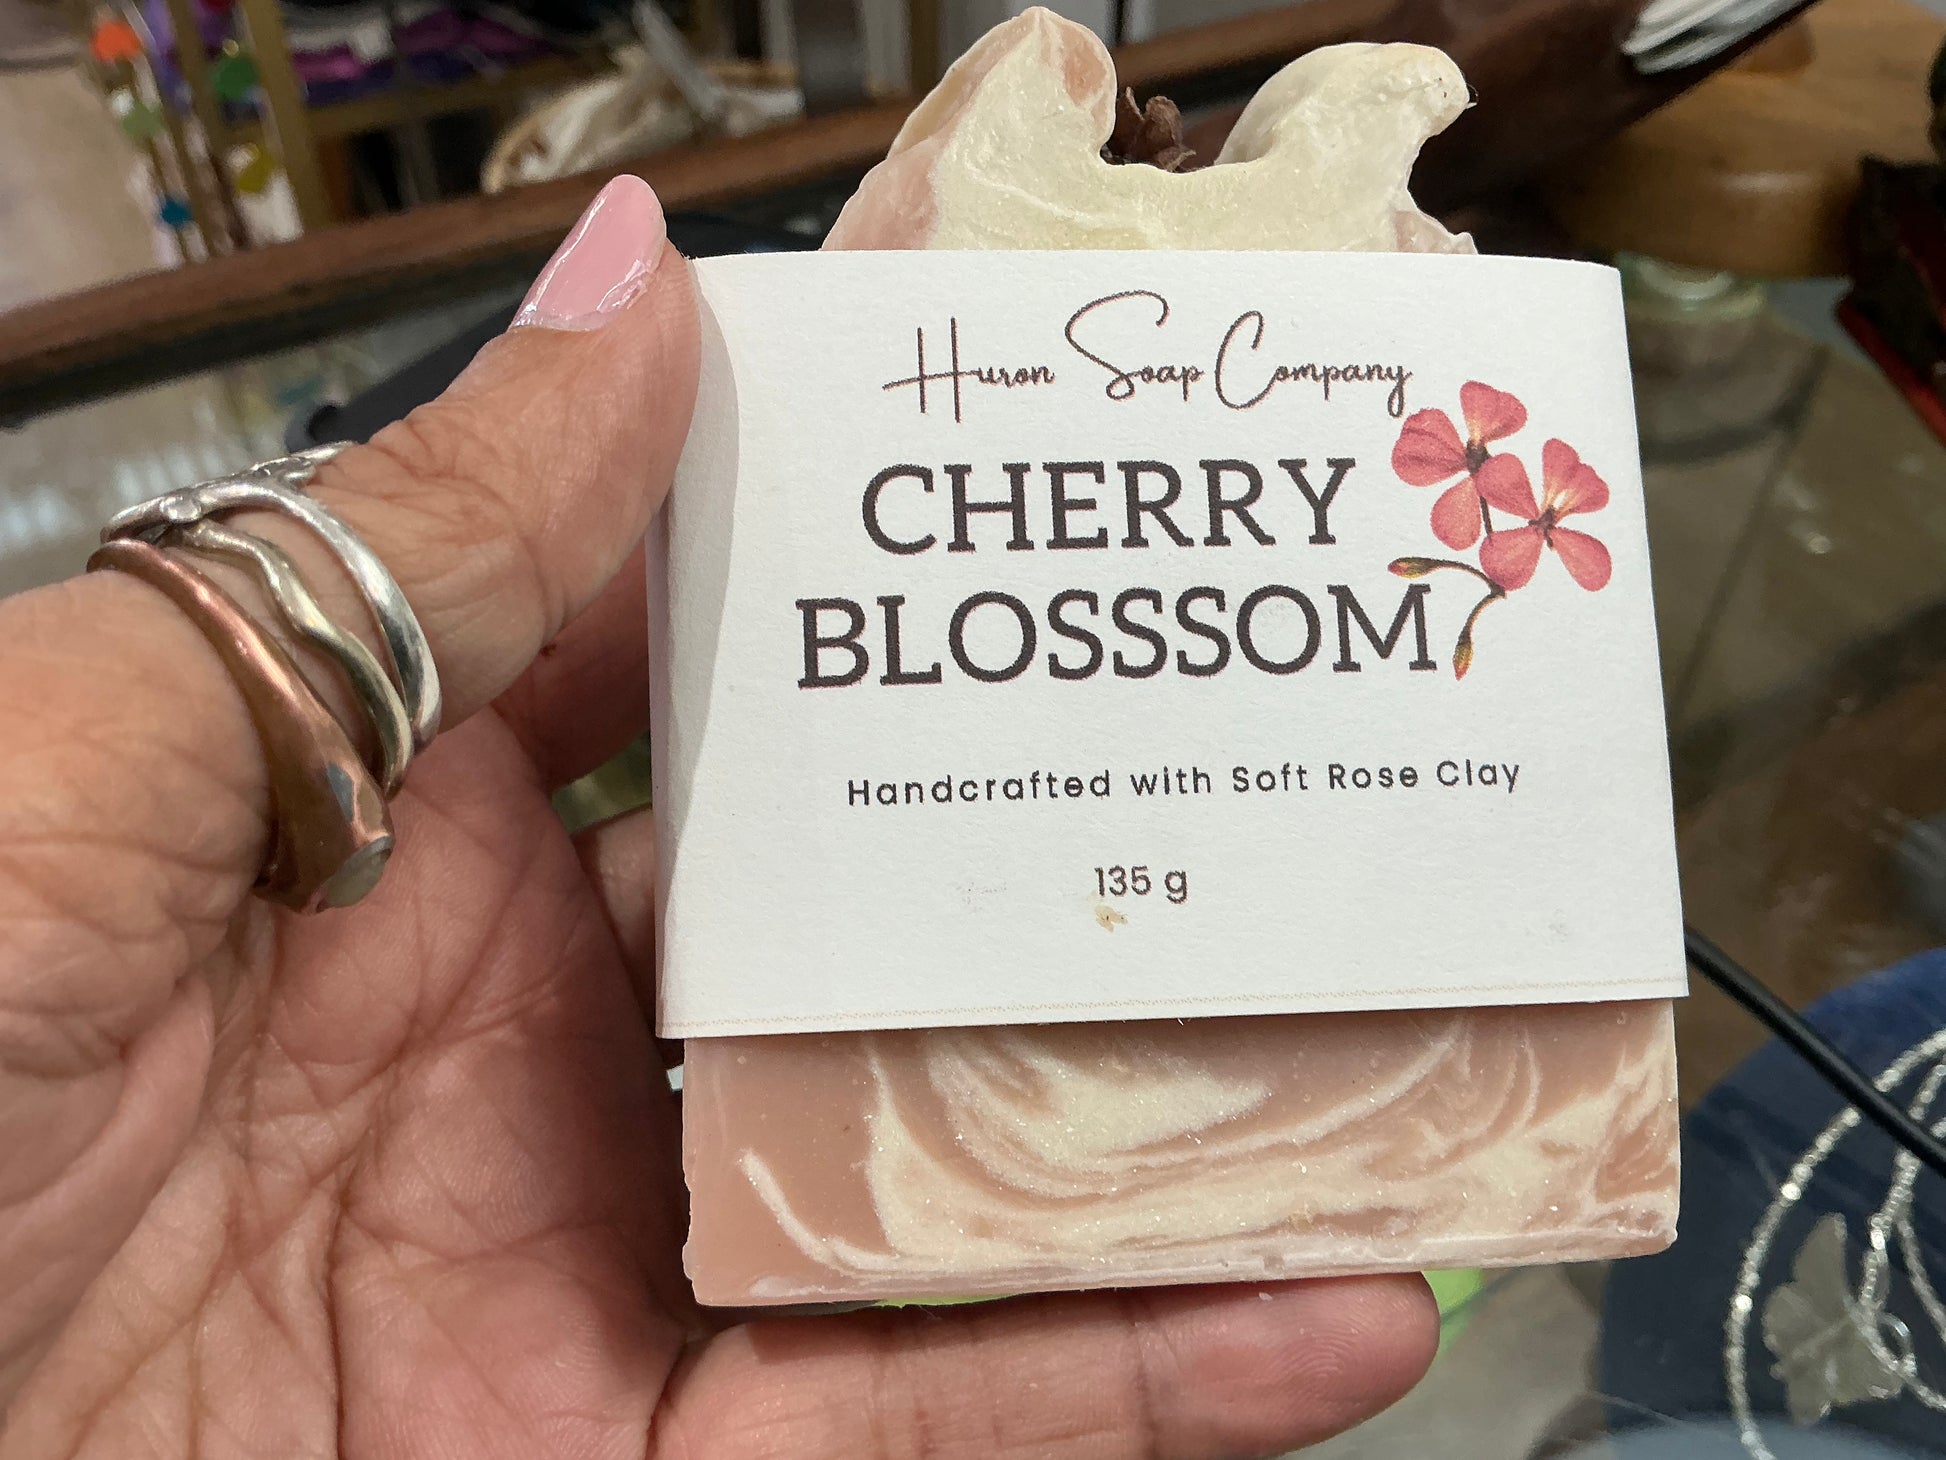 Huron Soap Company
CHERRY
BLOSSSOM
Handcrafted with Soft Rose Clay
135 g